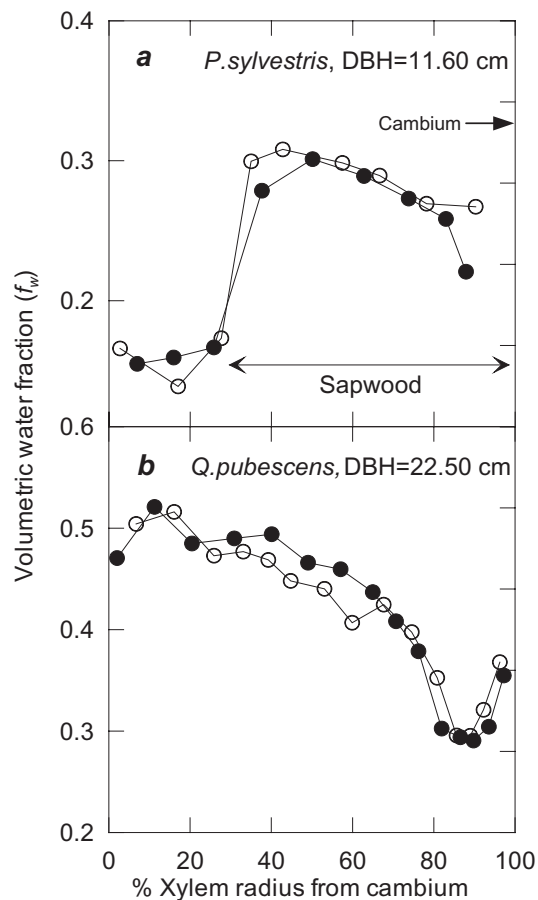 0.4
a P.sylvestris, DBH=11.60 cm
Cambium
0.3
0.2
Sapwood
Volumetric water fraction (fw)
0.6
b Q.pubescens, DBH=22.50 cm
0.5
0.4
0.3
0.2
0 20 40 60 80 100
% Xylem radius from cambium